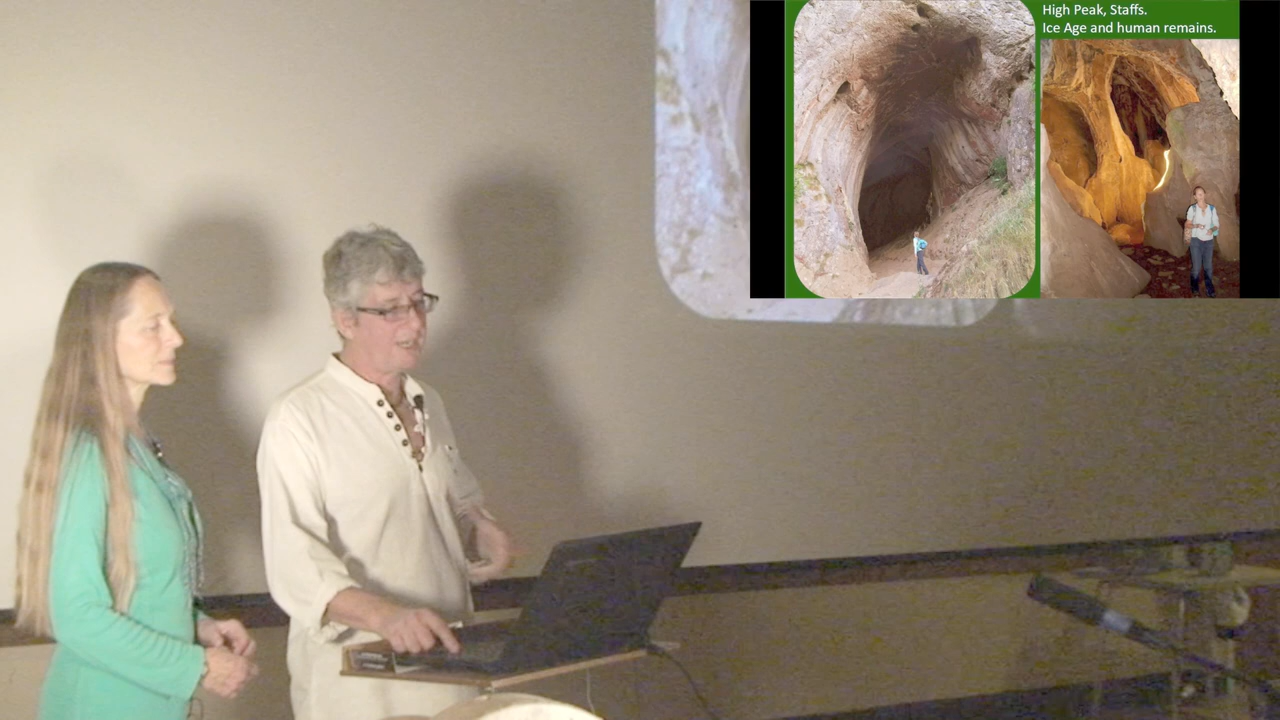 High Peak, Staffs.
Ice Age and human remains.